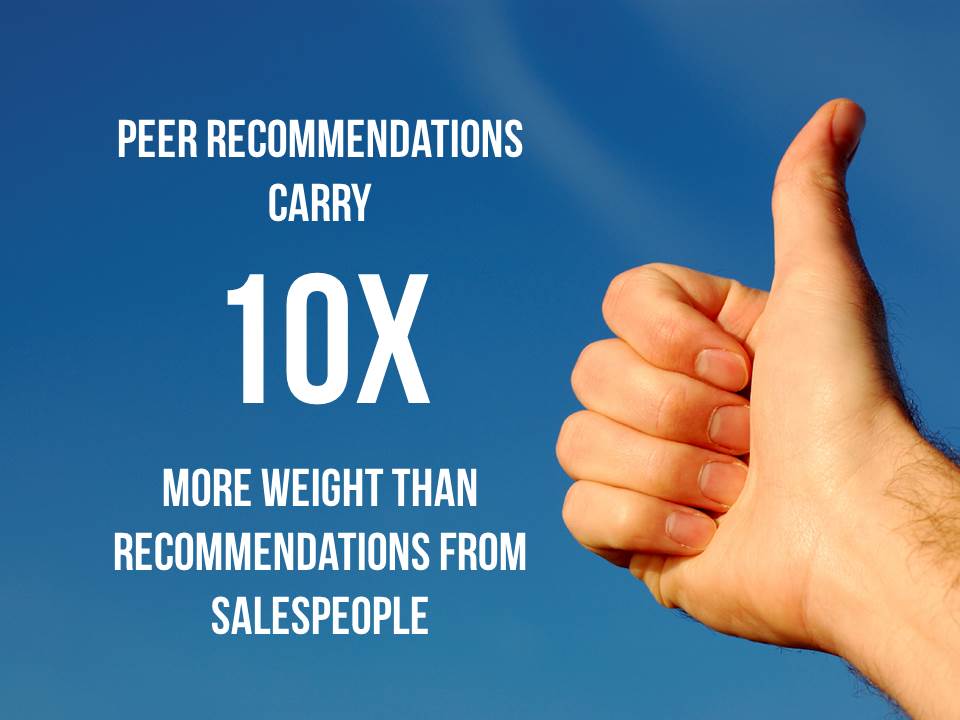 PEER RECOMMENDATIONS
CARRY
10X
MORE WEIGHT THAN
RECOMMENDATIONS FROM
SALESPEOPLE